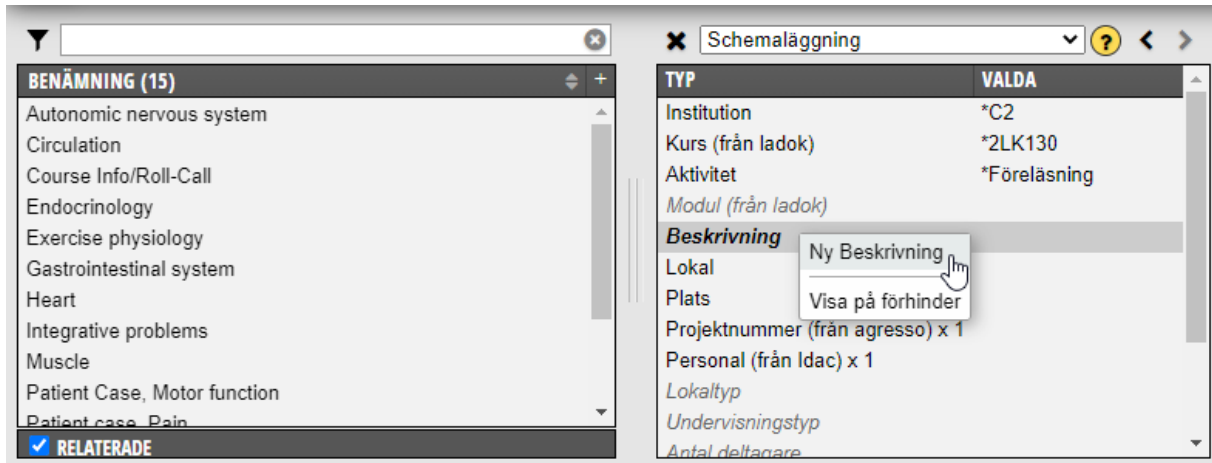 Schemaläggning
?
BENÄMNING (15)
+
Autonomic nervous system
Circulation
Course Info/Roll-Call
Endocrinology
Exercise physiology
Gastrointestinal system
Heart
Integrative problems
Muscle
Patient Case, Motor function
Patient case, Pain
RELATERADE
TYP VALDA
Institution *C2
Kurs (från ladok) *2LK130
Aktivitet *Föreläsning
Modul (från ladok)
Beskrivning
Ny Beskrivning
Lokal
Plats
Visa på förhinder
Projektnummer (från agresso) x 1
Personal (från Idac) x 1
Lokaltyp
Undervisningstyp
Antal deltagare